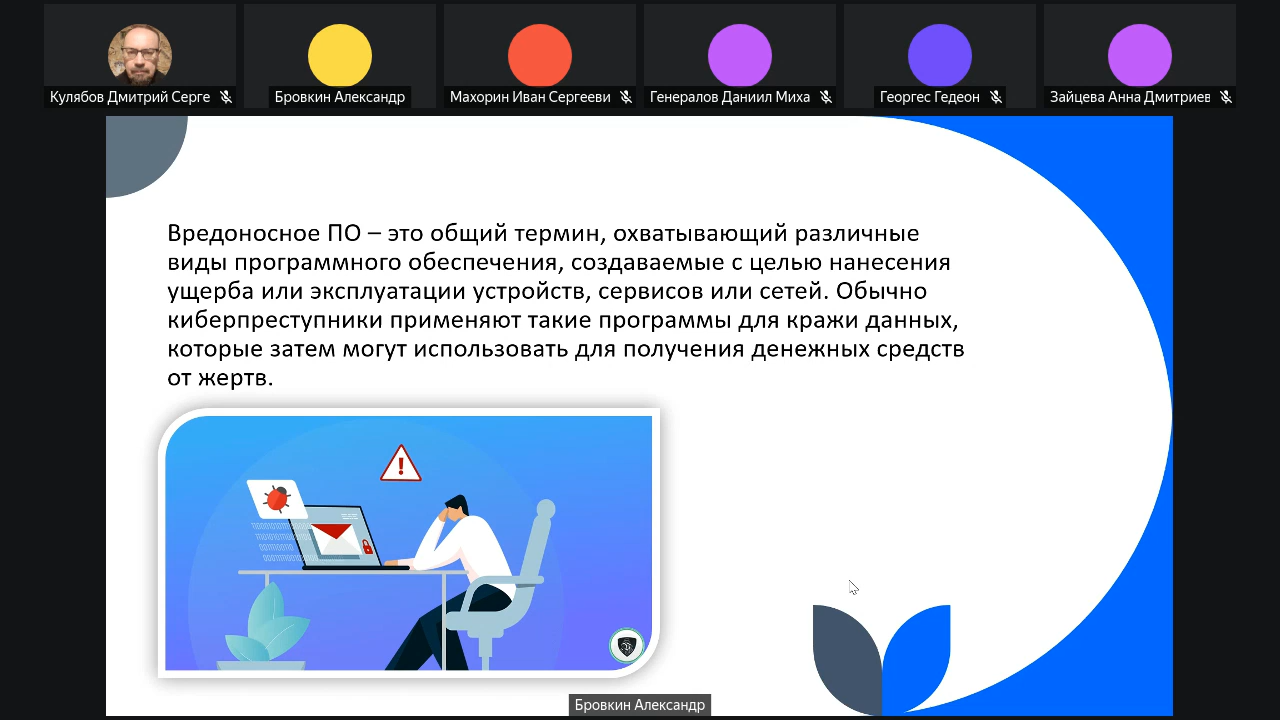 Кулябов Дмитрий Серге
Бровкин Александр
Махорин Иван Сергееви
Генералов Даниил Миха
Георгес Гедеон
Зайцева Анна Дмитриев
Вредоносное ПО – это общий термин, охватывающий различные
виды программного обеспечения, создаваемые с целью нанесения
ущерба или эксплуатации устройств, сервисов или сетей. Обычно
киберпреступники применяют такие программы для кражи данных,
которые затем могут использовать для получения денежных средств
от жертв.
Бровкин Александр